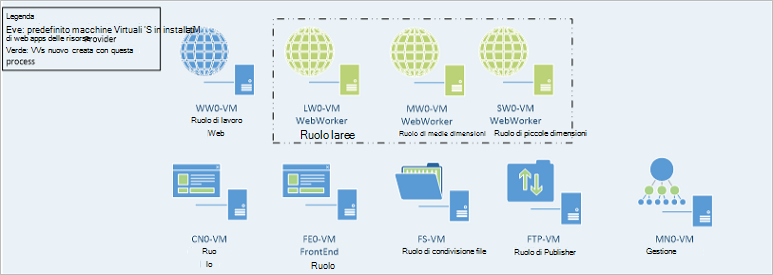 Legenda
Eve: predefinito macchine Virtuali 'S in installatM
di web apps delle risorse provider
Verde: VVs nuovo creata con questa
process
WW0-VM
Ruolo di lavoro
Web
LW0-VM
WebWorker
Ruolo laree
MW0-VM
WebWorker
Ruolo di medie dimensioni
SW0-VM
WebWorker
Ruolo di piccole dimensioni
CN0-VM
Ruo
lo
FE0-VM
FrontEnd
Ruolo
FS-VM
Ruolo di condivisione file
FTP-VM
Ruolo di Publisher
MN0-VM
Gestione